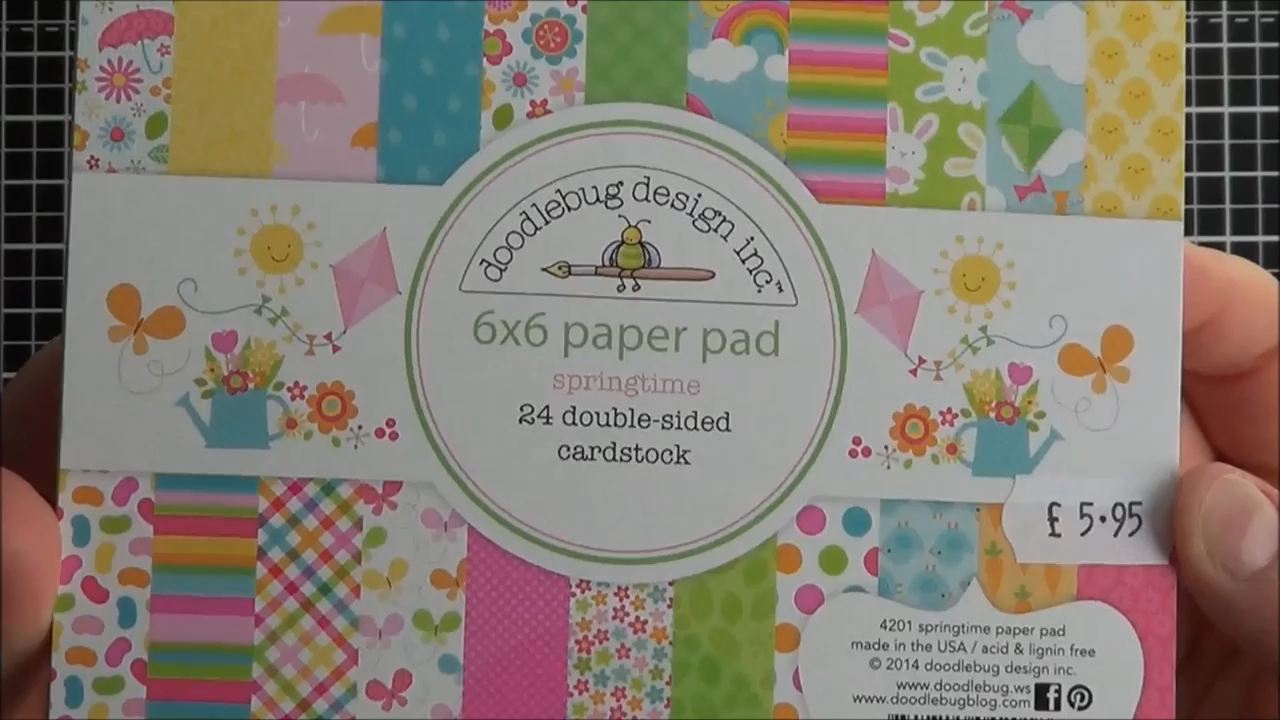 doodlebug design inc.™
6x6 paper pad
springtime
24 double-sided
cardstock
£ 5.95
4201 springtime paper pad
made in the USA / acid & lignin free
© 2014 doodlebug design inc.
www.doodlebug.ws
www.doodlebugblog.com